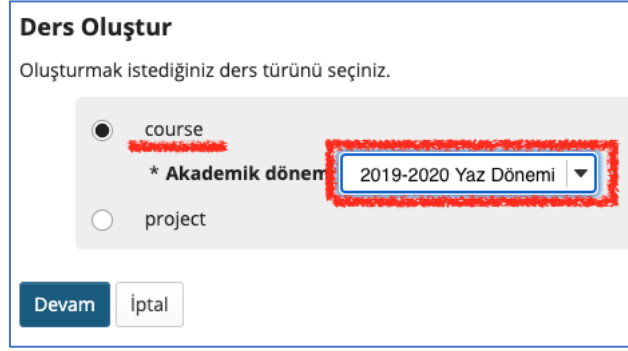 Ders Oluştur
Oluşturmak istediğiniz ders türünü seçiniz.
course
* Akademik dönem 2019-2020 Yaz Dönemi
project
Devam İptal